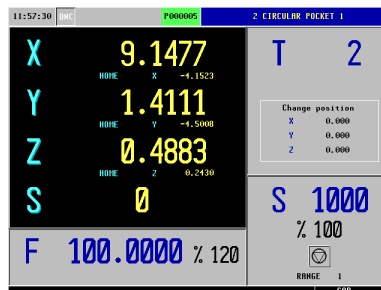 11:57:30 DNC P000005 2 CIRCULAR POCKET 1
X 9.1477
HOME X -4.1523
Y 1.4111
HOME Y -4.5008
Z 0.4883
HOME Z 0.2430
S 0
F 100.0000 % 120
T 2
Change position
X 0.000
Y 0.000
Z 0.000
S 1000
% 100
RANGE 1